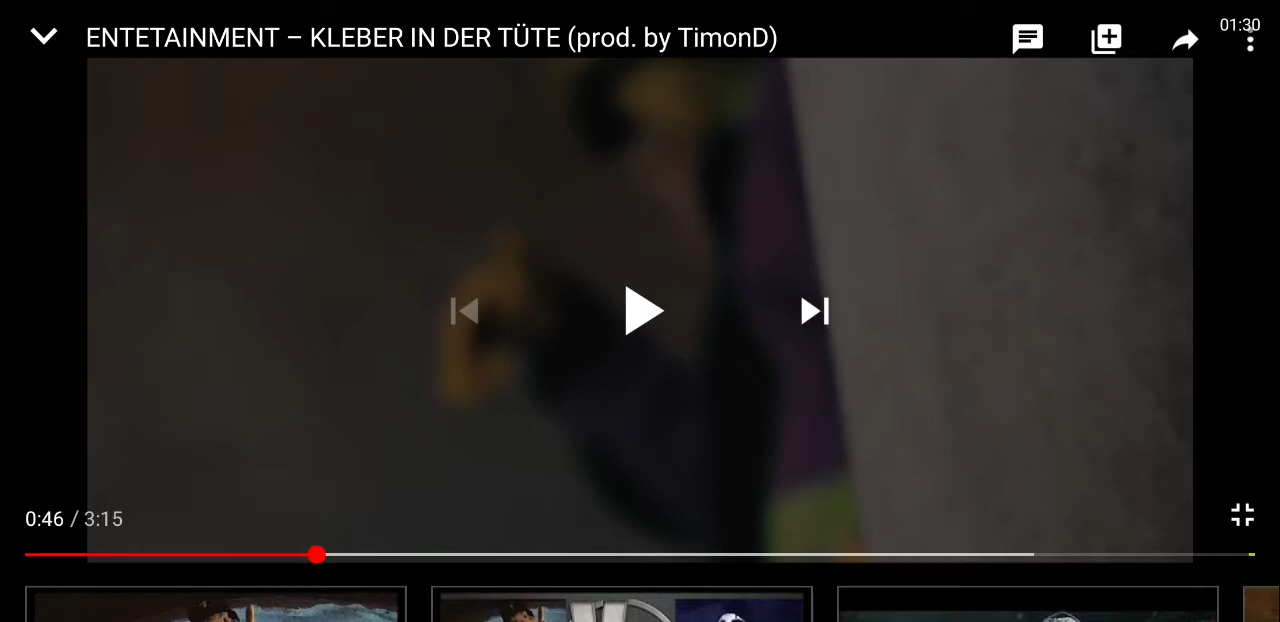 ENTETAINMENT – KLEBER IN DER TÜTE (prod. by TimonD)
01:30
0:46 / 3:15